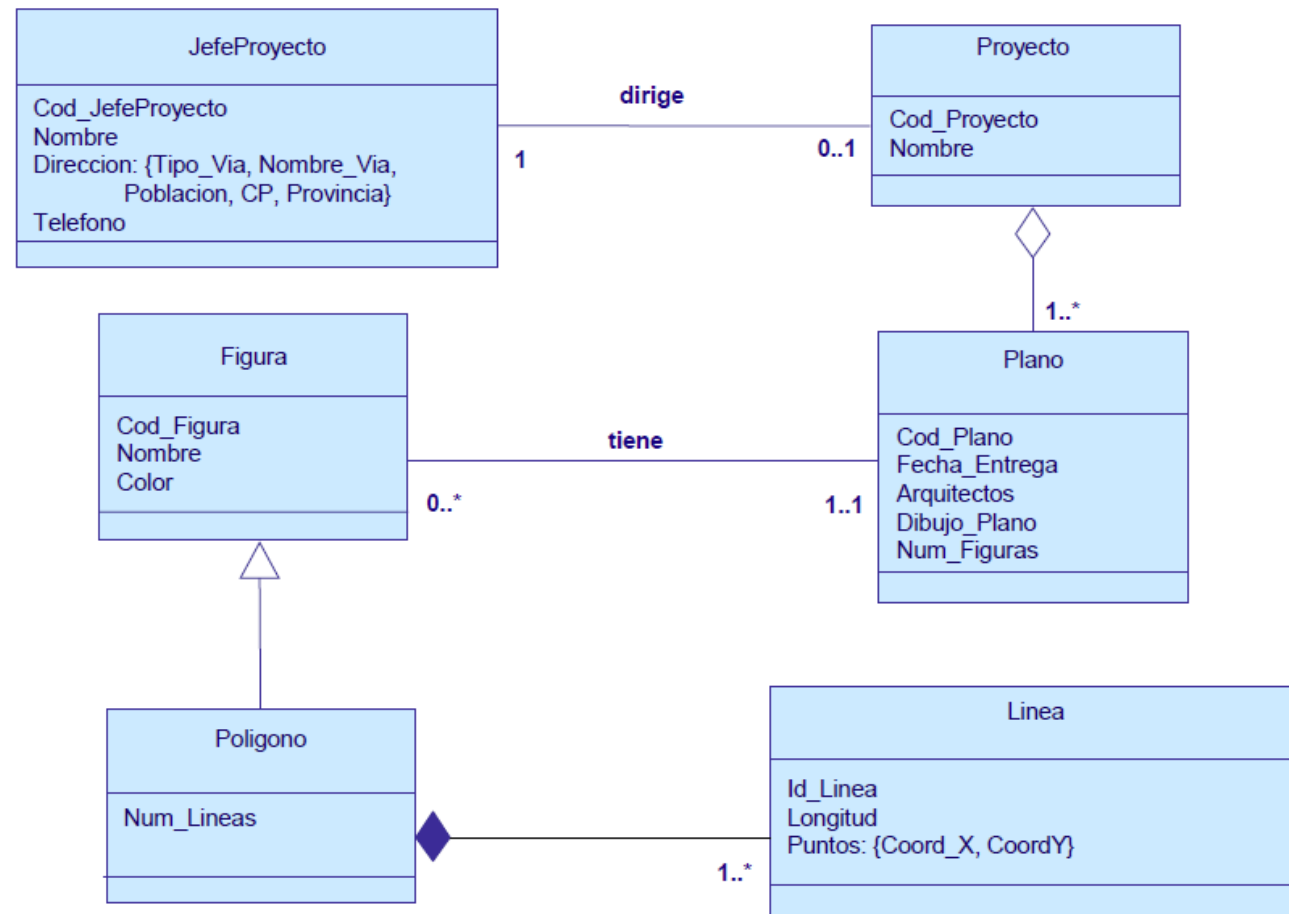 JefeProyecto
Cod_JefeProyecto
Nombre
Direccion: {Tipo_Via, Nombre_Via,
Poblacion, CP, Provincia}
Telefono
dirige
1
0..1
Proyecto
Cod_Proyecto
Nombre
1..*
Figura
Cod_Figura
Nombre
Color
tiene
0..*
1..1
Plano
Cod_Plano
Fecha_Entrega
Arquitectos
Dibujo_Plano
Num_Figuras
Poligono
Num_Lineas
1..*
Linea
Id_Linea
Longitud
Puntos: {Coord_X, CoordY}